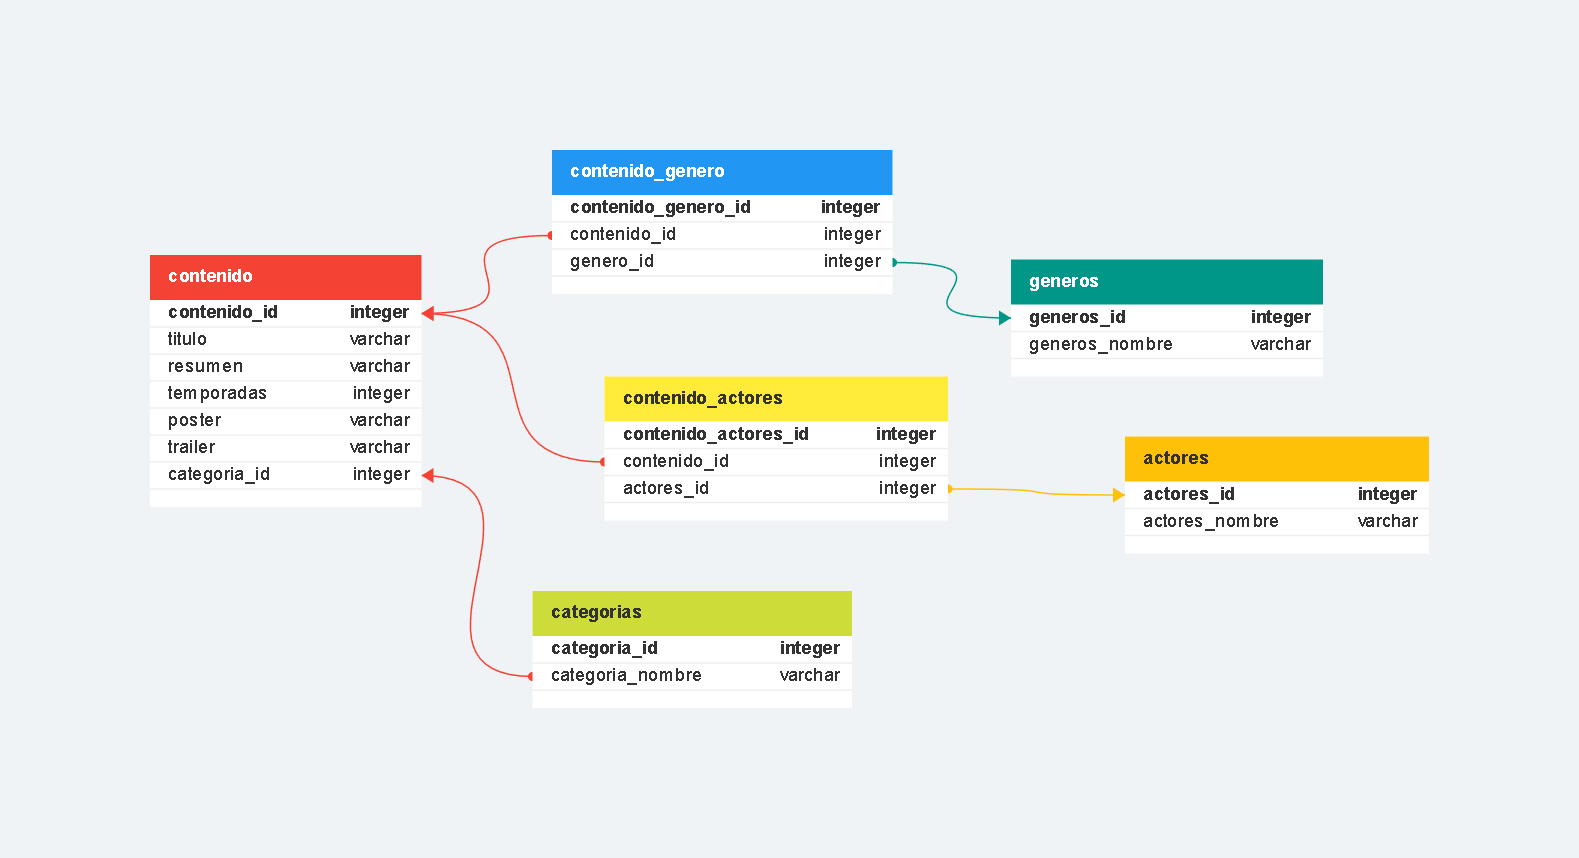 contenido
contenido_id integer
titulo varchar
resumen varchar
temporadas integer
poster varchar
trailer varchar
categoria_id integer
contenido_genero
contenido_genero_id integer
contenido_id integer
genero_id integer
generos
generos_id integer
generos_nombre varchar
contenido_actores
contenido_actores_id integer
contenido_id integer
actores_id integer
actores
actores_id integer
actores_nombre varchar
categorias
categoria_id integer
categoria_nombre varchar